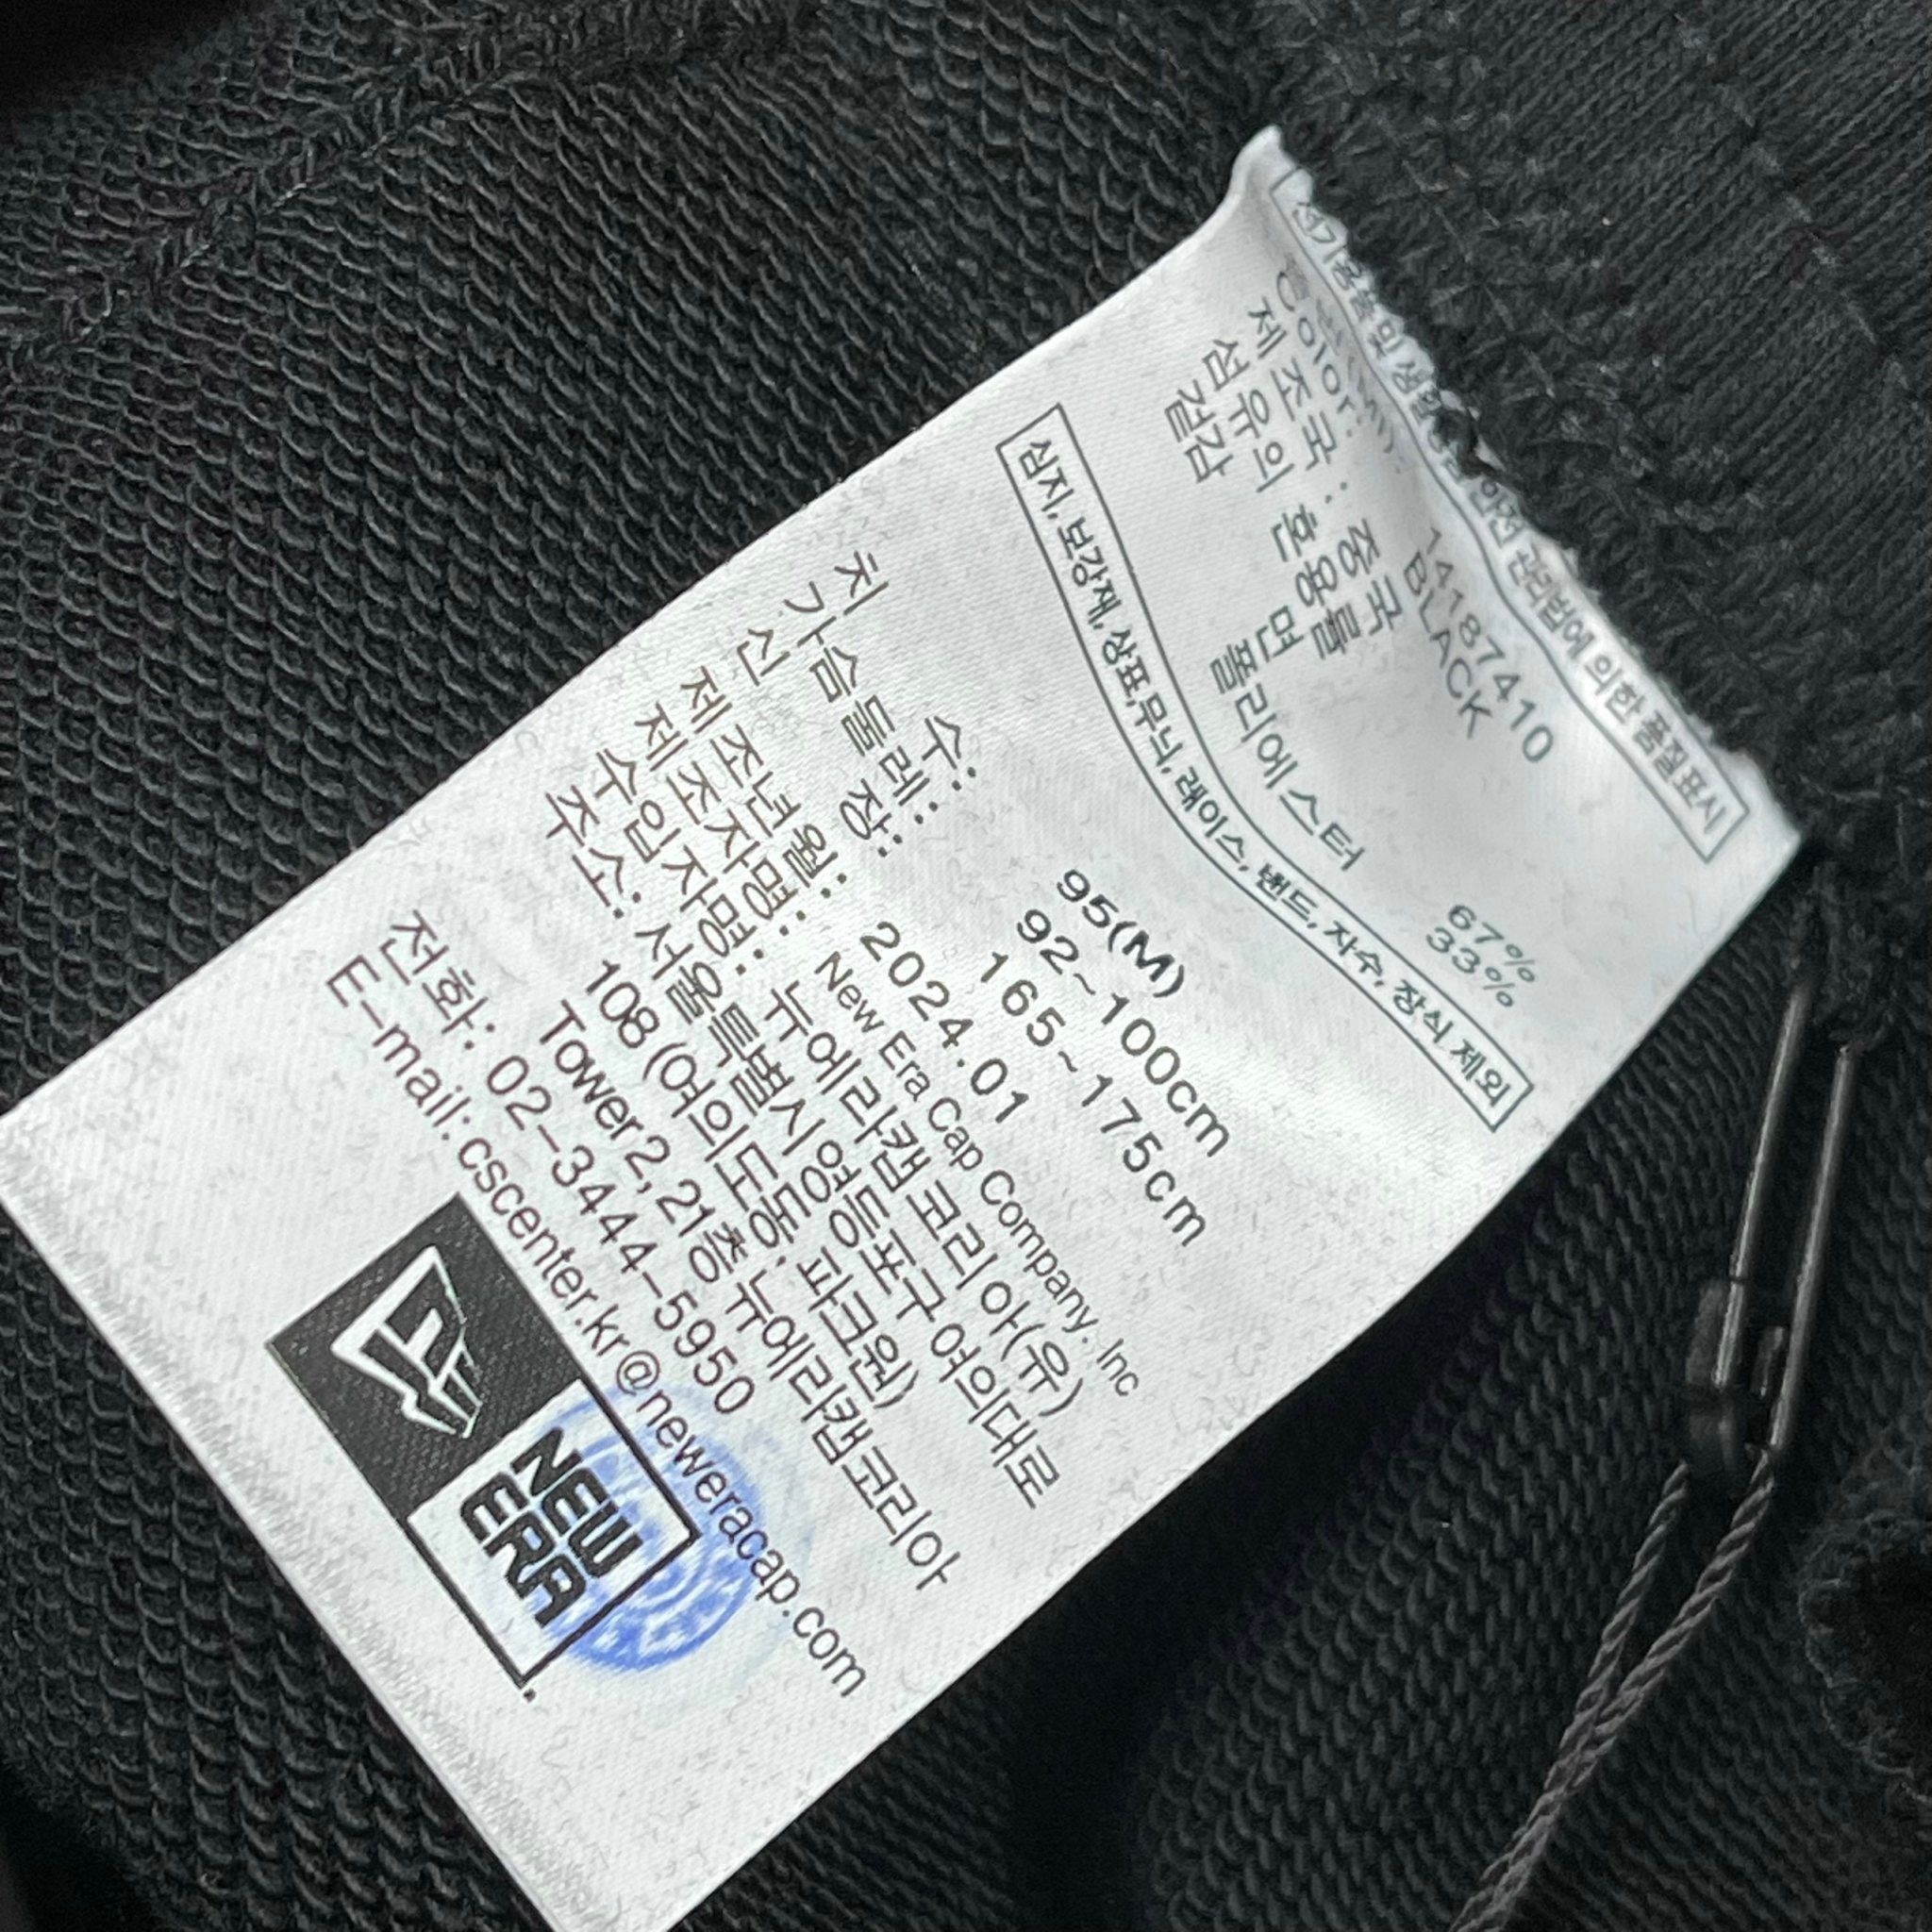 전기용품 및 생활용품 안전 관리법에 의한 품질표시
14187410
Color: BLACK
제 조 국 : 중국
섬유의 혼용률
겉감 면 67%
폴리에스터 33%
심지, 보강재, 상표,무늬, 래이스, 밴드, 자수, 장식 제외
치 수: 95(M)
가슴둘레: 92~100cm
신 장: 165~175cm
제조년월: 2024.01
제조자명: New Era Cap Company. Inc
수입자명: 뉴에라캡코리아(유)
주소: 서울특별시 영등포구 여의대로
108 (여의도동, 파크원)
Tower2, 21층 뉴에라캡코리아
전화: 02-3444-5950
E-mail:cscenter.kr@neweracap.com
NEW
ERA